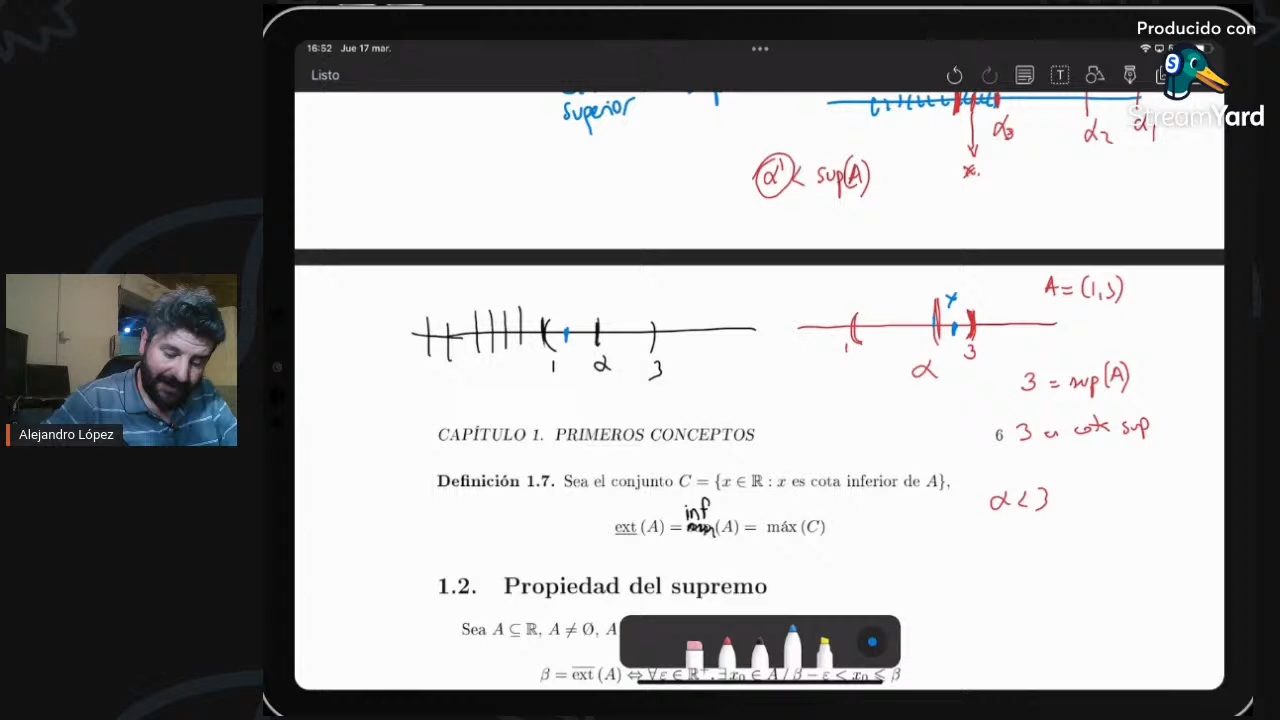 Producido con
StreamYard
16:52 Jue 17 mar.
Listo
superior
α₃ α₂ α₁
x.
α' < sup(A)
A = (1,3)
x
1 α 3
1 α 3
3 = sup(A)
CAPÍTULO 1. PRIMEROS CONCEPTOS 6
3 es cota sup
Definición 1.7. Sea el conjunto C = {x ∈ ℝ : x es cota inferior de A},
α < 3
inf
ext (A) = (A) = máx (C)
1.2. Propiedad del supremo
Sea A ⊆ ℝ, A ≠ Ø, A
β = ext (A) ⇔ ∀ε ∈ ℝ⁺, ∃x₀ ∈ A / β − ε < x₀ ⩽ β
Alejandro López